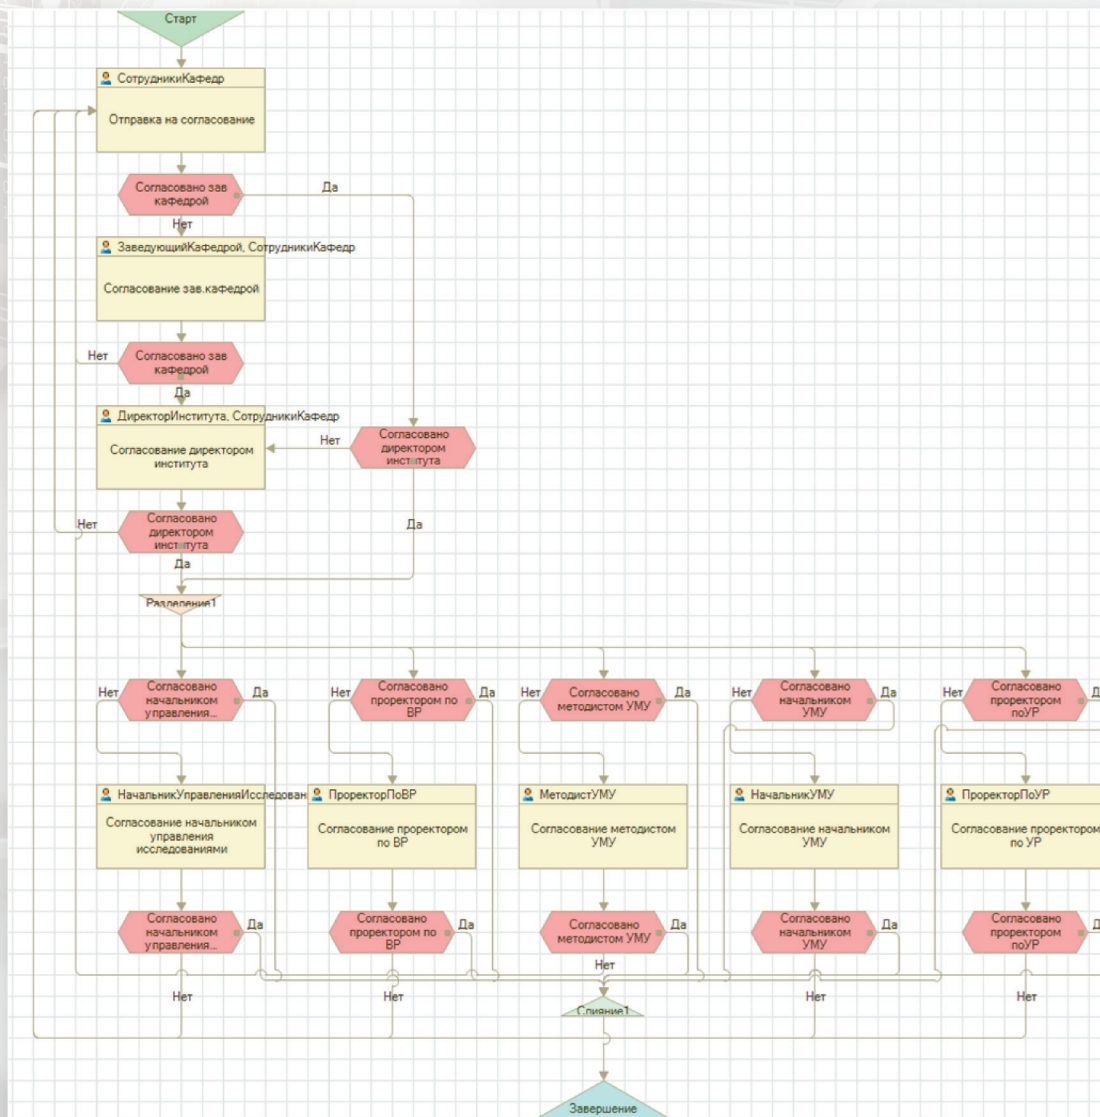 Старт
СотрудникиКафедр
Отправка на согласование
Согласовано зав
кафедрой
Да
Нет
ЗаведующийКафедрой, СотрудникиКафедр
Согласование зав.кафедрой
Нет
Согласовано зав
кафедрой
Да
ДиректорИнститута, СотрудникиКафедр
Согласование директором
института
Нет
Согласовано
директором
института
Нет
Согласовано
директором
института
Да
Да
Разделение1
Нет
Согласовано
начальником
управления...
Да
Нет
Согласовано
проректором по
ВР
Да
Нет
Согласовано
методистом УМУ
Да
Нет
Согласовано
начальником
УМУ
Да
Нет
Согласовано
проректором
поУР
НачальникУправленияИсследован
Согласование начальником
управления
исследованиями
ПроректорПоВР
Согласование проректором
по ВР
МетодистУМУ
Согласование методистом
УМУ
НачальникУМУ
Согласование начальником
УМУ
ПроректорПоУР
Согласование проректором
по УР
Согласовано
начальником
управления...
Да
Согласовано
проректором по
ВР
Да
Согласовано
методистом УМУ
Да
Согласовано
начальником
УМУ
Да
Согласовано
проректором
поУР
Нет
Нет
Нет
Нет
Нет
Слияние1
Завершение